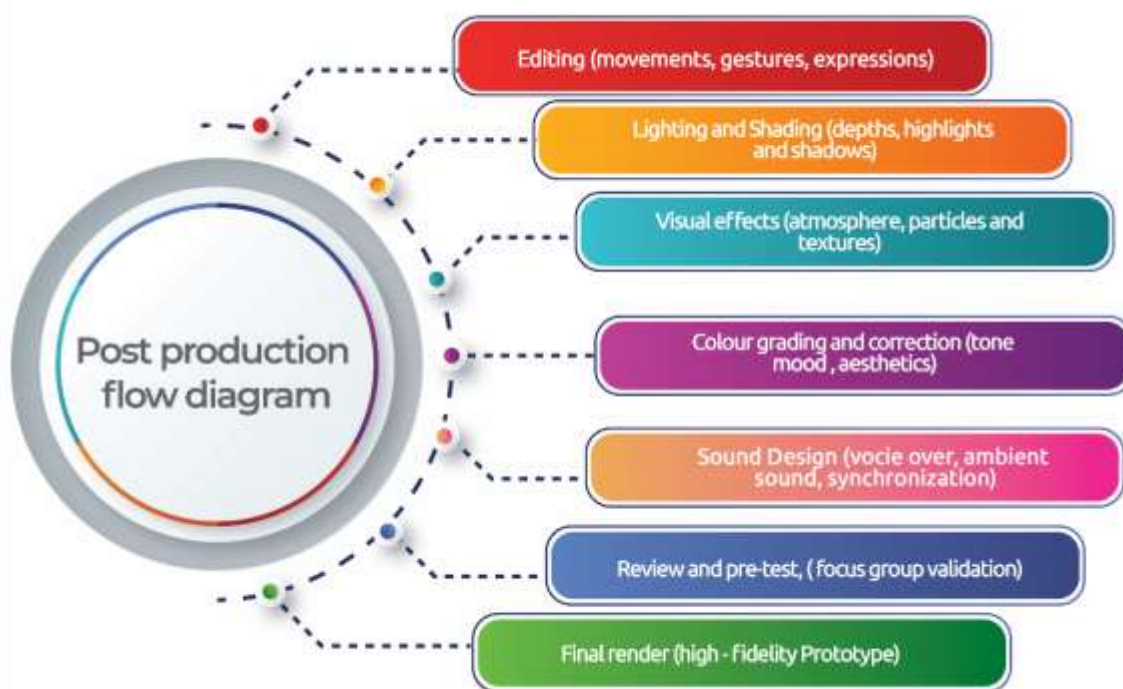 Post production
flow diagram
Editing (movements, gestures, expressions)
Lighting and Shading (depths, highlights
and shadows)
Visual effects (atmosphere, particles and
textures)
Colour grading and correction (tone
mood , aesthetics)
Sound Design (vocie over, ambient
sound, synchronization)
Review and pre-test, ( focus group validation)
Final render (high - fidelity Prototype)